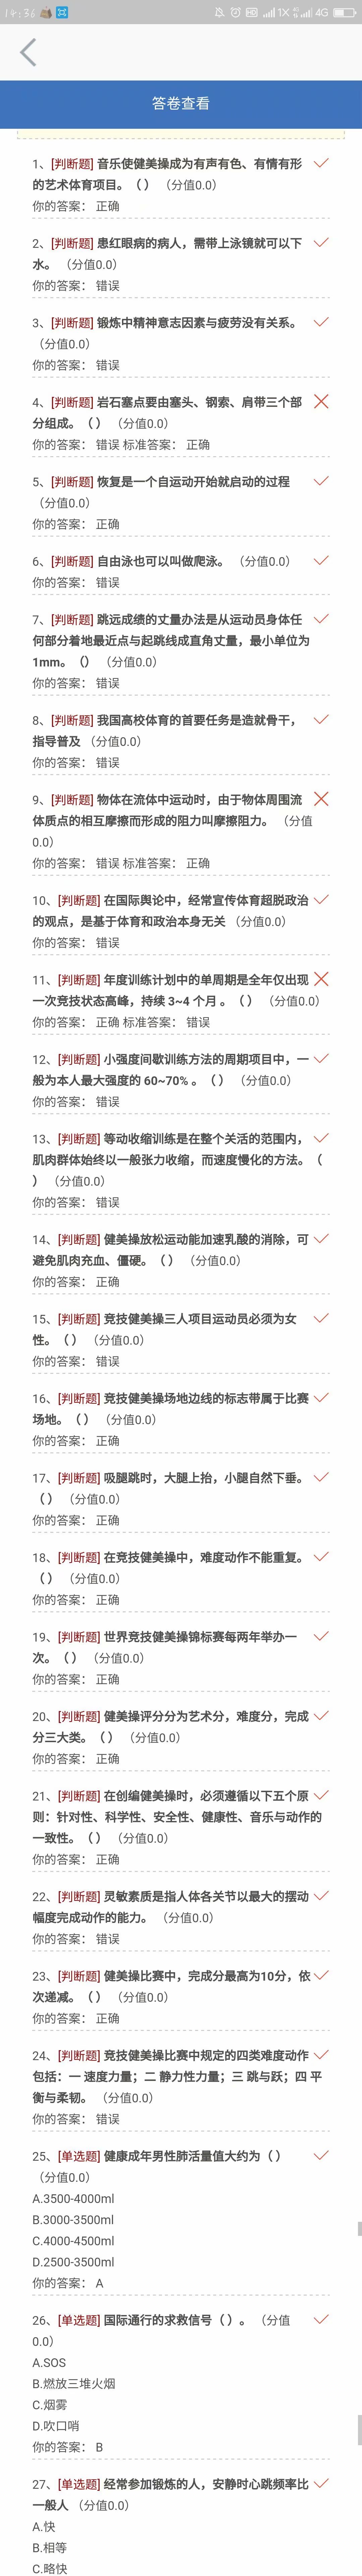 14:36 1X 4G
答卷查看
1、[判断题] 音乐使健美操成为有声有色、有情有形
的艺术体育项目。（ ） （分值0.0）
你的答案： 正确
2、[判断题] 患红眼病的病人，需带上泳镜就可以下
水。 （分值0.0）
你的答案： 错误
3、[判断题] 锻炼中精神意志因素与疲劳没有关系。
（分值0.0）
你的答案： 错误
4、[判断题] 岩石塞点要由塞头、钢索、肩带三个部
分组成。（ ） （分值0.0）
你的答案： 错误 标准答案： 正确
5、[判断题] 恢复是一个自运动开始就启动的过程
（分值0.0）
你的答案： 正确
6、[判断题] 自由泳也可以叫做爬泳。 （分值0.0）
你的答案： 错误
7、[判断题] 跳远成绩的丈量办法是从运动员身体任
何部分着地最近点与起跳线成直角丈量，最小单位为
1mm。（） （分值0.0）
你的答案： 错误
8、[判断题] 我国高校体育的首要任务是造就骨干，
指导普及 （分值0.0）
你的答案： 错误
9、[判断题] 物体在流体中运动时，由于物体周围流
体质点的相互摩擦而形成的阻力叫摩擦阻力。 （分值
0.0）
你的答案： 错误 标准答案： 正确
10、[判断题] 在国际舆论中，经常宣传体育超脱政治
的观点，是基于体育和政治本身无关 （分值0.0）
你的答案： 错误
11、[判断题] 年度训练计划中的单周期是全年仅出现
一次竞技状态高峰，持续 3~4 个月 。（ ） （分值0.0）
你的答案： 正确 标准答案： 错误
12、[判断题] 小强度间歇训练方法的周期项目中，一
般为本人最大强度的 60~70% 。（ ） （分值0.0）
你的答案： 错误
13、[判断题] 等动收缩训练是在整个关活的范围内，
肌肉群体始终以一般张力收缩，而速度慢化的方法。（
） （分值0.0）
你的答案： 错误
14、[判断题] 健美操放松运动能加速乳酸的消除，可
避免肌肉充血、僵硬。（ ） （分值0.0）
你的答案： 正确
15、[判断题] 竞技健美操三人项目运动员必须为女
性。（ ） （分值0.0）
你的答案： 错误
16、[判断题] 竞技健美操场地边线的标志带属于比赛
场地。（ ） （分值0.0）
你的答案： 正确
17、[判断题] 吸腿跳时，大腿上抬，小腿自然下垂。
（ ） （分值0.0）
你的答案： 正确
18、[判断题] 在竞技健美操中，难度动作不能重复。
（ ） （分值0.0）
你的答案： 正确
19、[判断题] 世界竞技健美操锦标赛每两年举办一
次。（ ） （分值0.0）
你的答案： 正确
20、[判断题] 健美操评分分为艺术分，难度分，完成
分三大类。（ ） （分值0.0）
你的答案： 正确
21、[判断题] 在创编健美操时，必须遵循以下五个原
则：针对性、科学性、安全性、健康性、音乐与动作的
一致性。（ ） （分值0.0）
你的答案： 正确
22、[判断题] 灵敏素质是指人体各关节以最大的摆动
幅度完成动作的能力。 （分值0.0）
你的答案： 错误
23、[判断题] 健美操比赛中，完成分最高为10分，依
次递减。（ ） （分值0.0）
你的答案： 正确
24、[判断题] 竞技健美操比赛中规定的四类难度动作
包括：一 速度力量；二 静力性力量；三 跳与跃；四 平
衡与柔韧。 （分值0.0）
你的答案： 错误
25、[单选题] 健康成年男性肺活量值大约为（ ）
（分值0.0）
A.3500-4000ml
B.3000-3500ml
C.4000-4500ml
D.2500-3500ml
你的答案： A
26、[单选题] 国际通行的求救信号（ ）。 （分值
0.0）
A.SOS
B.燃放三堆火烟
C.烟雾
D.吹口哨
你的答案： B
27、[单选题] 经常参加锻炼的人，安静时心跳频率比
一般人 （分值0.0）
A.快
B.相等
C.略快